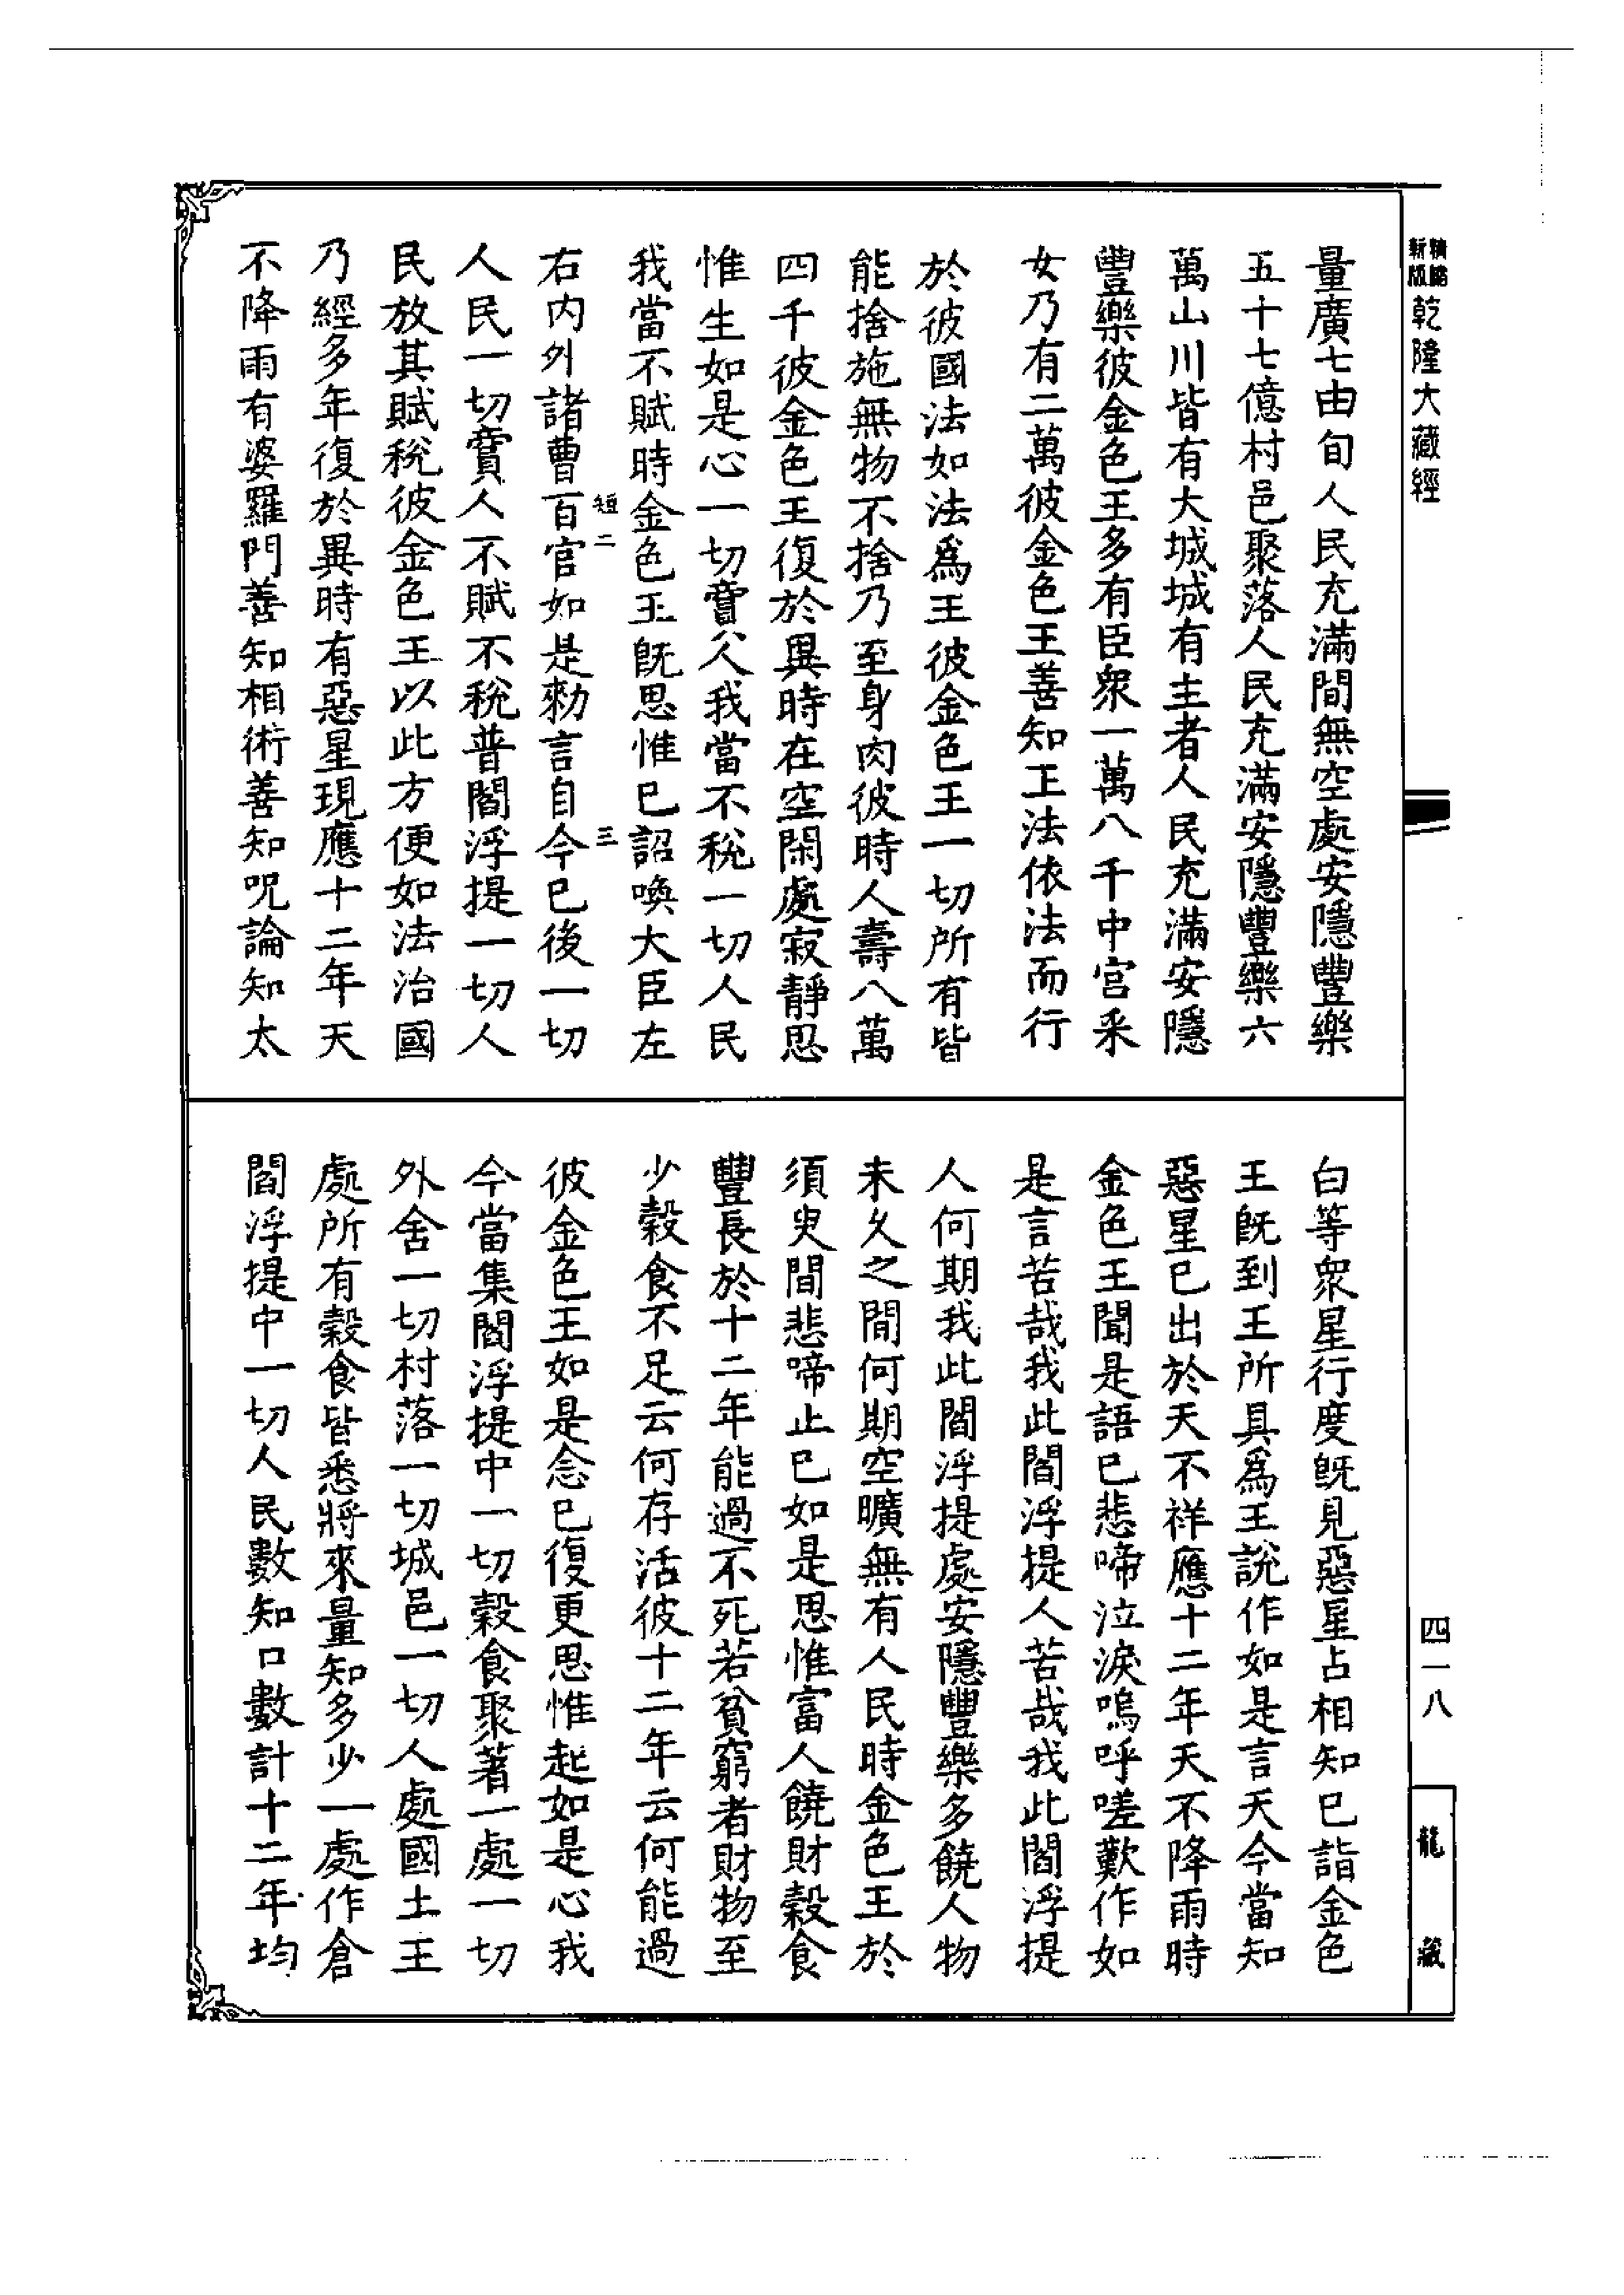 新版
乾隆大藏經
量廣七由旬人民充滿間無空處安隱豐樂
五十七億村邑聚落人民充滿安隱豐樂六
萬山川皆有大城城有主者人民充滿安隱
豐樂彼金色王多有臣衆一萬八千中宮采
女乃有二萬彼金色王善知正法依法而行
於彼國法如法爲王彼金色王一切所有皆
能捨施無物不捨乃至身肉彼時人壽八萬
四千彼金色王復於異時在空閑處寂靜思
惟生如是心一切賣人我當不稅一切人民
我當不賦時金色王旣思惟已詔喚大臣左
短二
三
右內外諸曹百官如是勑言自今已後一切
人民一切賣人不賦不稅普閻浮提一切人
民放其賦稅彼金色王以此方便如法治國
乃經多年復於異時有惡星現應十二年天
不降雨有婆羅門善知相術善知呪論知太
白等衆星行度旣見惡星占相知已詣金色
王旣到王所具爲王說作如是言天今當知
惡星已出於天不祥應十二年天不降雨時
金色王聞是語已悲啼泣淚嗚呼嗟歎作如
是言苦哉我此閻浮提人苦哉我此閻浮提
人何期我此閻浮提處安隱豐樂多饒人物
未久之間何期空曠無有人民時金色王於
須臾間悲啼止已如是思惟富人饒財穀食
豐長於十二年能過不死若貧窮者財物至
少穀食不足云何存活彼十二年云何能過
彼金色王如是念已復更思惟起如是心我
今當集閻浮提中一切穀食聚著一處一切
外舍一切村落一切城邑一切人處國土王
處所有穀食皆悉將來量知多少一處作倉
閻浮提中一切人民數知口數計十二年均
四一八
龍藏